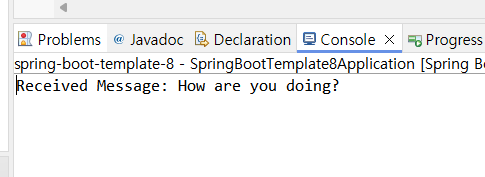 Problems @ Javadoc Declaration Console Progress
spring-boot-template-8 - SpringBootTemplate8Application [Spring B
Received Message: How are you doing?